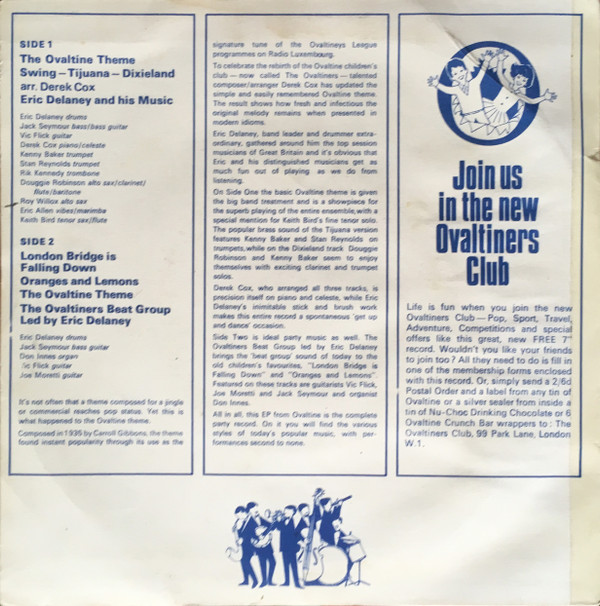 SIDE 1
The Ovaltine Theme
Swing – Tijuana – Dixieland
arr. Derek Cox
Eric Delaney and his Music
Eric Delaney drums
Jack Seymour bass/bass guitar
Vic Flick guitar
Derek Cox piano/celeste
Kenny Baker trumpet
Stan Reynolds trumpet
Rik Kennedy trombone
Douggie Robinson alto sax/clarinet/
flute/baritone
Roy Willox alto sax
Eric Allen vibes/marimba
Keith Bird tenor sax/flute
SIDE 2
London Bridge is
Falling Down
Oranges and Lemons
The Ovaltine Theme
The Ovaltiners Beat Group
Led by Eric Delaney
Eric Delaney drums
Jack Seymour bass guitar
Don Innes organ
Vic Flick guitar
Joe Moretti guitar
It's not often that a theme composed for a jingle
or commercial reaches pop status. Yet this is
what happened to the Ovaltine theme.
Composed in 1935 by Carroll Gibbons, the theme
found instant popularity through its use as the
signature tune of the Ovaltineys League
programmes on Radio Luxembourg.
To celebrate the rebirth of the Ovaltine children's
club — now called The Ovaltiners — talented
composer/arranger Derek Cox has updated the
simple and easily remembered Ovaltine theme.
The result shows how fresh and infectious the
original melody remains when presented in
modern idioms.
Eric Delaney, band leader and drummer extra-
ordinary, gathered around him the top session
musicians of Great Britain and it's obvious that
Eric and his distinguished musicians get as
much fun out of playing as we do from
listening.
On Side One the basic Ovaltine theme is given
the big band treatment and is a showpiece for
the superb playing of the entire ensemble, with a
special mention for Keith Bird's fine tenor solo.
The popular brass sound of the Tijuana version
features Kenny Baker and Stan Reynolds on
trumpets, while on the Dixieland track Douggie
Robinson and Kenny Baker seem to enjoy
themselves with exciting clarinet and trumpet
solos.
Derek Cox, who arranged all three tracks, is
precision itself on piano and celeste, while Eric
Delaney's inimitable stick and brush work
makes this entire record a spontaneous 'get up
and dance' occasion.
Side Two is ideal party music as well. The
Ovaltiners Beat Group led by Eric Delaney
brings the 'beat group' sound of today to the
old children's favourites, "London Bridge is
Falling Down" and "Oranges and Lemons".
Featured on these tracks are guitarists Vic Flick,
Joe Moretti and Jack Seymour and organist
Don Innes.
All in all, this EP from Ovaltine is the complete
party record. On it you will find the various
styles of today's popular music, with per-
formances second to none.
Join us
in the new
Ovaltiners
Club
Life is fun when you join the new
Ovaltiners Club — Pop, Sport, Travel,
Adventure, Competitions and special
offers like this great, new FREE 7"
record. Wouldn't you like your friends
to join too? All they need to do is fill in
one of the membership forms enclosed
with this record. Or, simply send a 2/6d
Postal Order and a label from any tin of
Ovaltine or a silver sealer from inside a
tin of Nu-Choc Drinking Chocolate or 6
Ovaltine Crunch Bar wrappers to : The
Ovaltiners Club, 99 Park Lane, London
W.1.